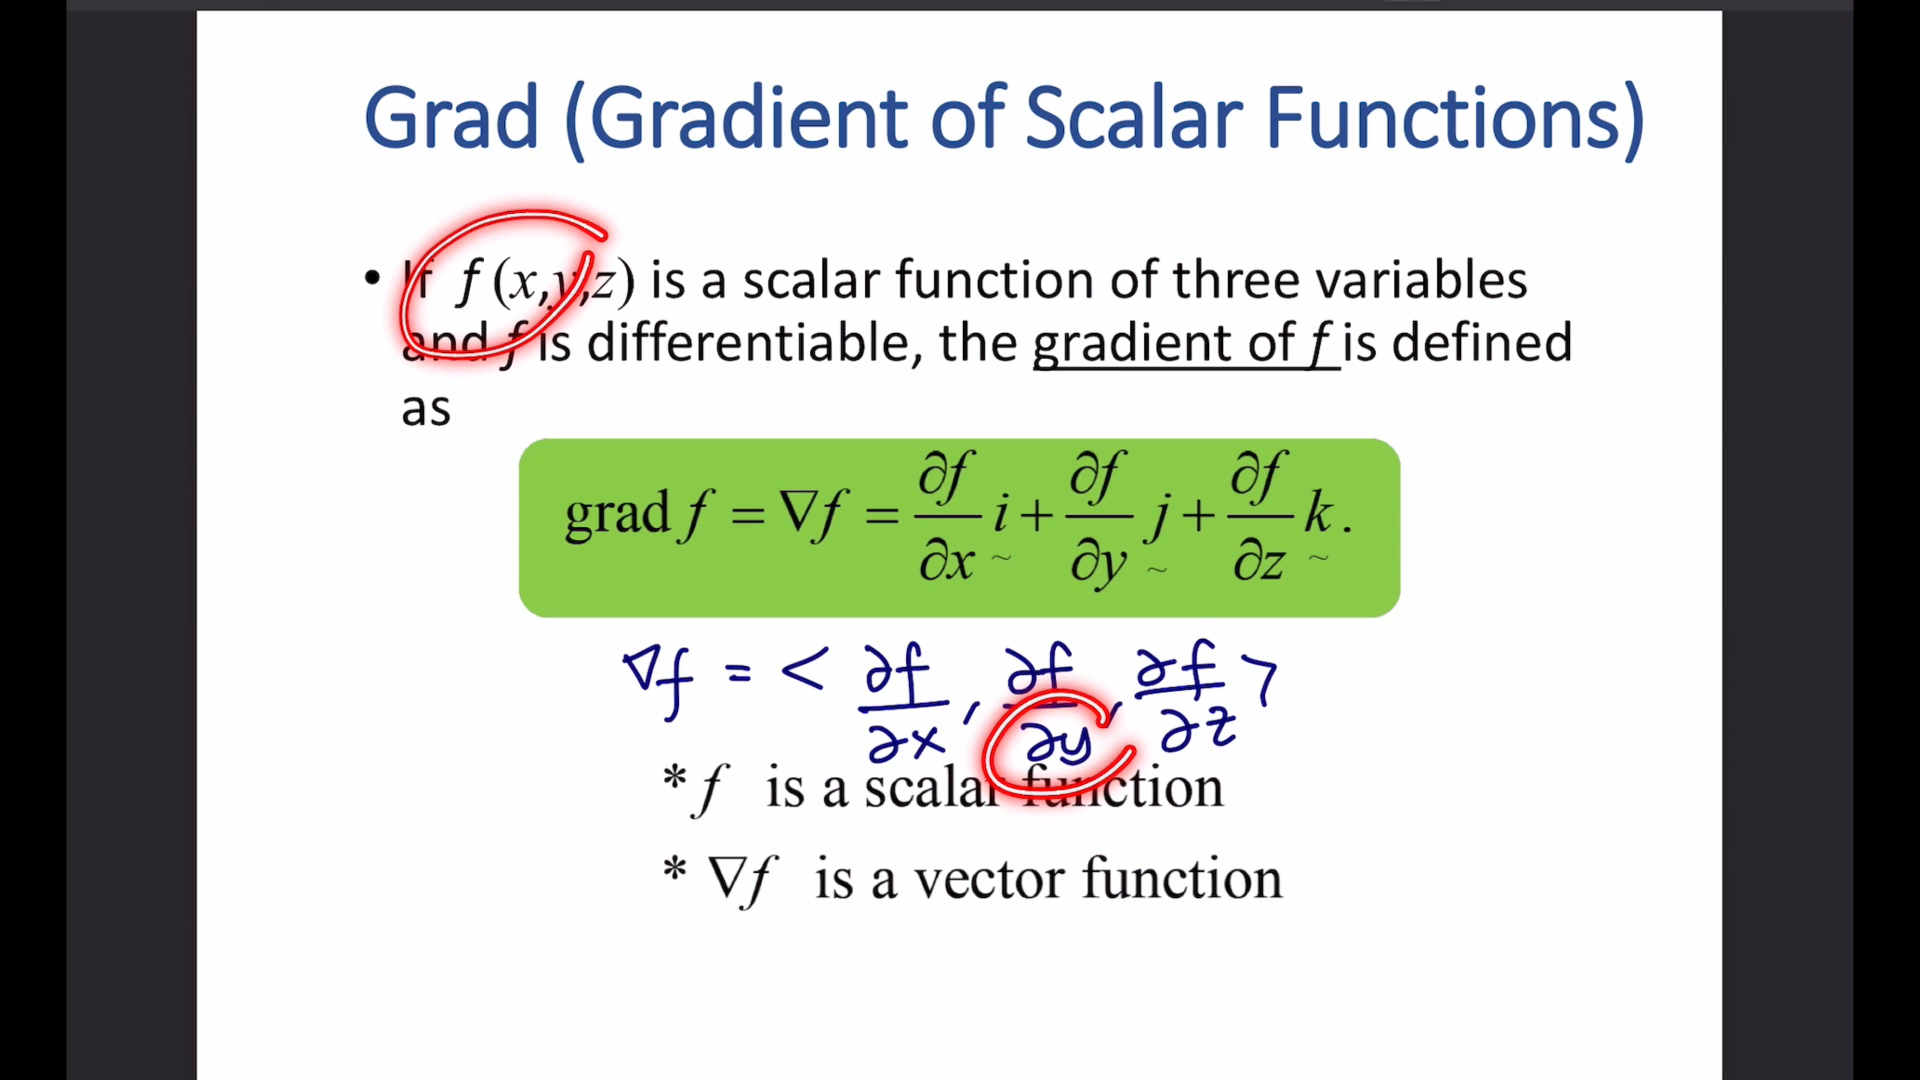 Grad (Gradient of Scalar Functions)
• If f (x,y,z) is a scalar function of three variables
and f is differentiable, the gradient of f is defined
as
grad f = ∇f = ∂f/∂x i + ∂f/∂y j + ∂f/∂z k .
∇f = < ∂f/∂x , ∂f/∂y , ∂f/∂z >
* f is a scalar function
* ∇f is a vector function